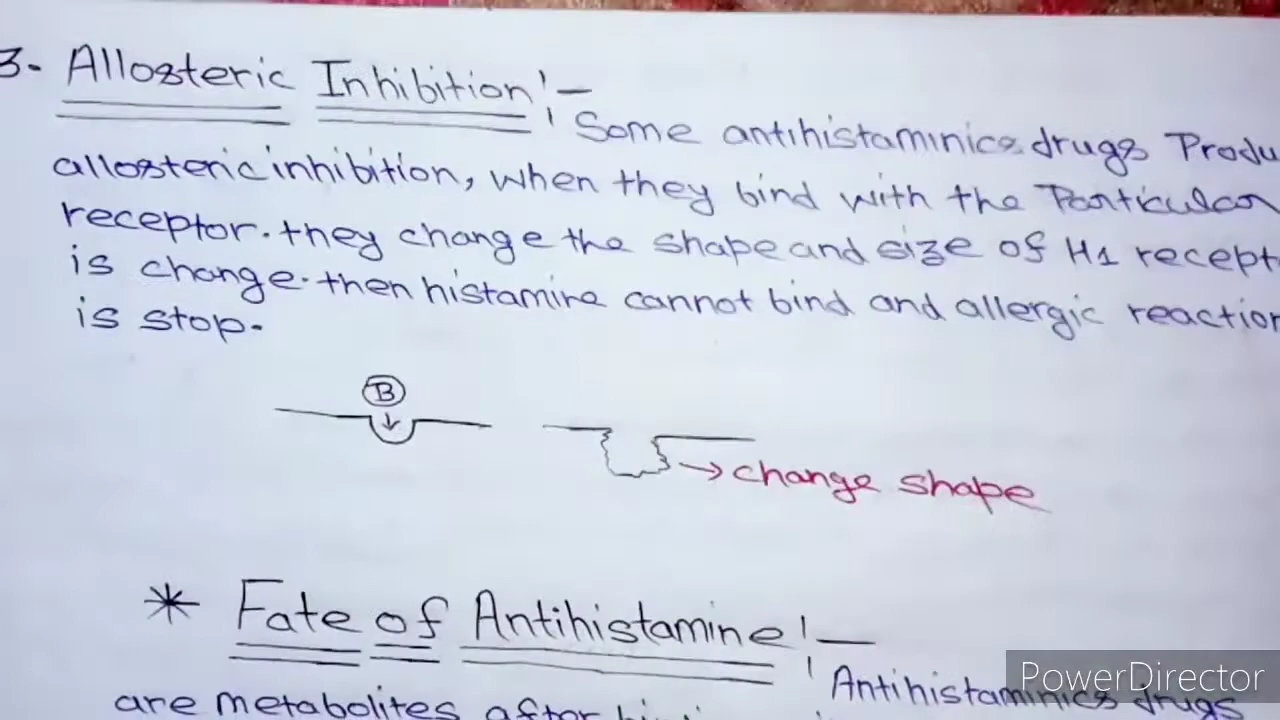 3. Allosteric Inhibition:-
Some antihistaminics drugs Produ
allosteric inhibition, when they bind with the Particular
receptor. they change the shape and size of H1 recept
is change. then histamine cannot bind and allergic reaction
is stop.
B
→ change shape
* Fate of Antihistamine:-
Antihistaminics drugs
are metabolites after
PowerDirector